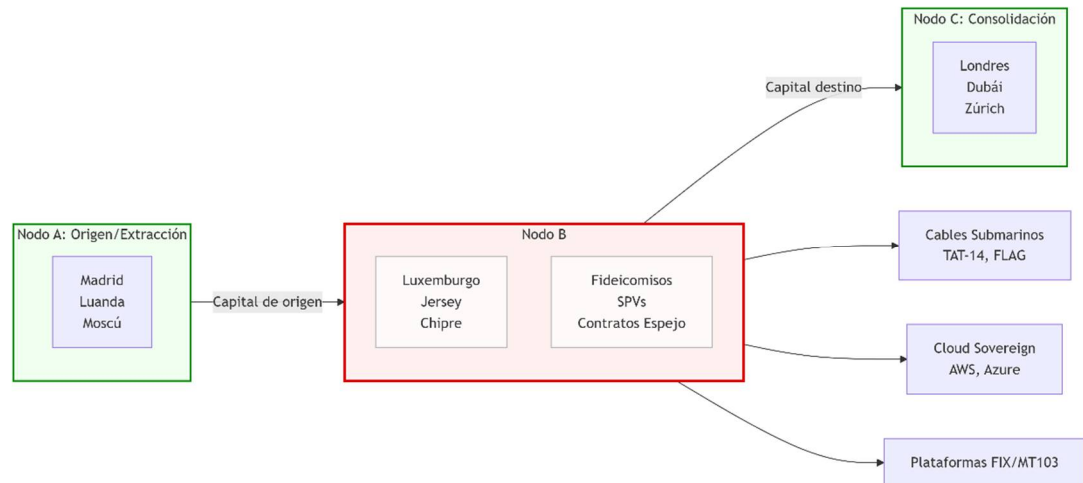 Nodo A: Origen/Extracción
Madrid
Luanda
Moscú
Capital de origen
Nodo B
Luxemburgo
Jersey
Chipre
Fideicomisos
SPVs
Contratos Espejo
Capital destino
Nodo C: Consolidación
Londres
Dubái
Zúrich
Cables Submarinos
TAT-14, FLAG
Cloud Sovereign
AWS, Azure
Plataformas FIX/MT103